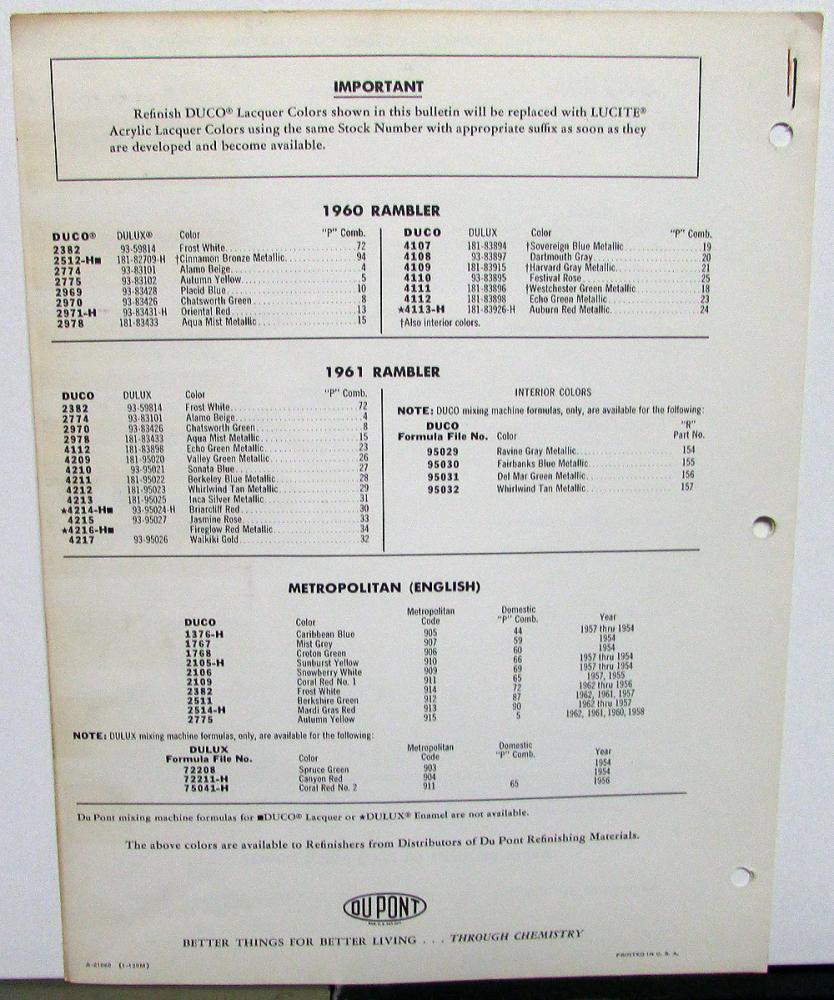 IMPORTANT
Refinish DUCO® Lacquer Colors shown in this bulletin will be replaced with LUCITE®
Acrylic Lacquer Colors using the same Stock Number with appropriate suffix as soon as they
are developed and become available.
1960 RAMBLER
DUCO® DULUX® Color "P" Comb.
2382 93-59814 Frost White 72
2512-H■ 181-82709-H †Cinnamon Bronze Metallic 94
2774 93-83101 Alamo Beige 4
2775 93-83102 Autumn Yellow 5
2969 93-83428 Placid Blue 10
2970 93-83426 Chatsworth Green 8
2971-H 93-83431-H Oriental Red 13
2978 181-83433 Aqua Mist Metallic 15
DUCO DULUX Color "P" Comb.
4107 181-83894 †Sovereign Blue Metallic 19
4108 93-83897 Dartmouth Gray 20
4109 181-83915 †Harvard Gray Metallic 21
4110 93-83895 Festival Rose 25
4111 181-83896 †Westchester Green Metallic 18
4112 181-83898 Echo Green Metallic 23
★4113-H 181-83926-H Auburn Red Metallic 24
†Also interior colors.
1961 RAMBLER
DUCO DULUX Color "P" Comb.
2382 93-59814 Frost White 72
2774 93-83101 Alamo Beige 4
2970 93-83426 Chatsworth Green 8
2978 181-83433 Aqua Mist Metallic 15
4112 181-83898 Echo Green Metallic 23
4209 181-95020 Valley Green Metallic 26
4210 93-95021 Sonata Blue 27
4211 181-95022 Berkeley Blue Metallic 28
4212 181-95023 Whirlwind Tan Metallic 29
4213 181-95025 Inca Silver Metallic 31
★4214-H■ 93-95024-H Briarcliff Red 30
4215 93-95027 Jasmine Rose 33
★4216-H■ Fireglow Red Metallic 34
4217 93-95026 Waikiki Gold 32
INTERIOR COLORS
NOTE: DUCO mixing machine formulas, only, are available for the following:
DUCO "R"
Formula File No. Color Part No.
95029 Ravine Gray Metallic 154
95030 Fairbanks Blue Metallic 155
95031 Del Mar Green Metallic 156
95032 Whirlwind Tan Metallic 157
METROPOLITAN (ENGLISH)
Metropolitan Domestic
DUCO Color Code "P" Comb. Year
1376-H Caribbean Blue 905 44 1957 thru 1954
1767 Mist Grey 907 59 1954
1768 Croton Green 906 60 1954
2105-H Sunburst Yellow 910 66 1957 thru 1954
2106 Snowberry White 909 69 1957 thru 1954
2109 Coral Red No. 1 911 65 1957, 1955
2382 Frost White 914 72 1962 thru 1956
2511 Berkshire Green 912 87 1962, 1961, 1957
2514-H Mardi Gras Red 913 90 1962 thru 1957
2775 Autumn Yellow 915 5 1962, 1961, 1960, 1958
NOTE: DULUX mixing machine formulas, only, are available for the following:
DULUX Metropolitan Domestic
Formula File No. Color Code "P" Comb. Year
72208 Spruce Green 903 1954
72211-H Canyon Red 904 1954
75041-H Coral Red No. 2 911 65 1956
Du Pont mixing machine formulas for ■DUCO® Lacquer or ★DULUX® Enamel are not available.
The above colors are available to Refinishers from Distributors of Du Pont Refinishing Materials.
DU PONT
BETTER THINGS FOR BETTER LIVING . . . THROUGH CHEMISTRY
PRINTED IN U. S. A.